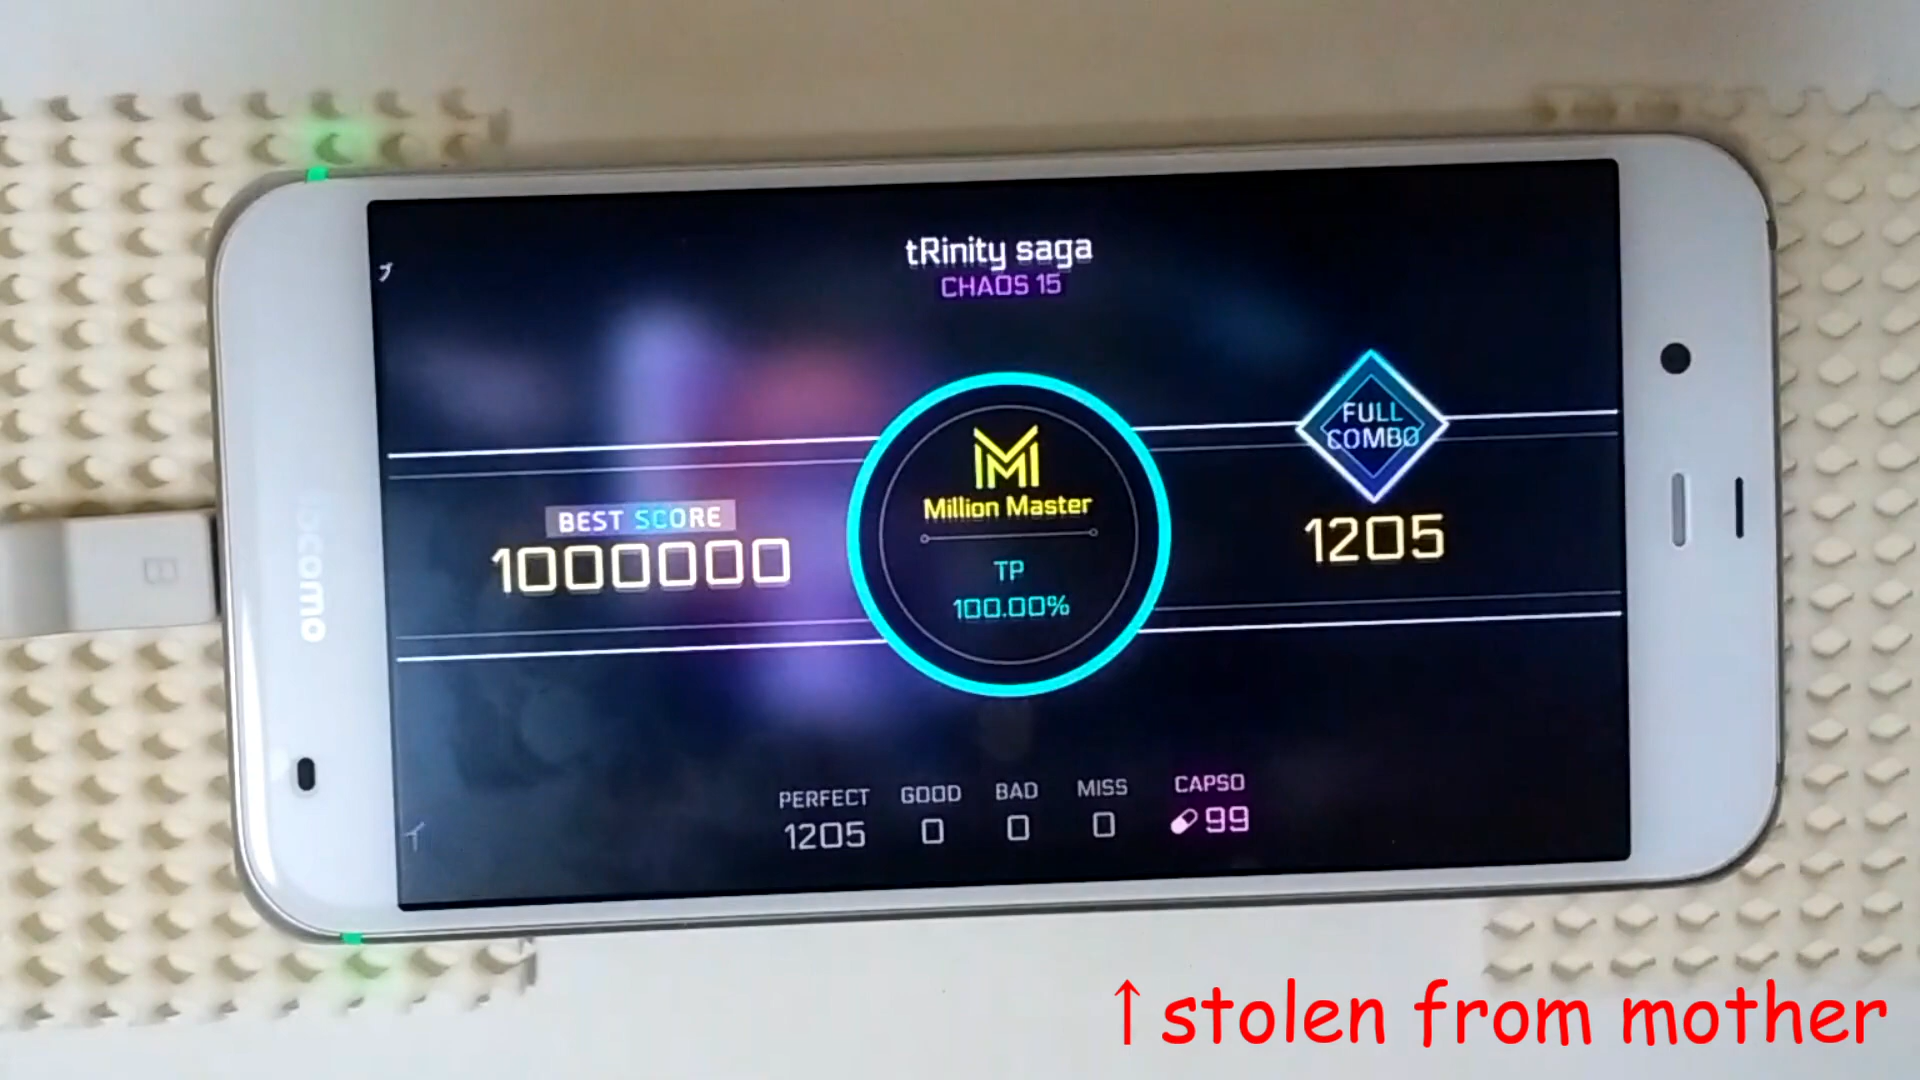 tRinity saga
CHAOS 15
FULL
COMBO
M
Million Master
BEST SCORE
1000000
1205
TP
100.00%
docomo
PERFECT GOOD BAD MISS CAPSO
1205 0 0 0 99
↑stolen from mother